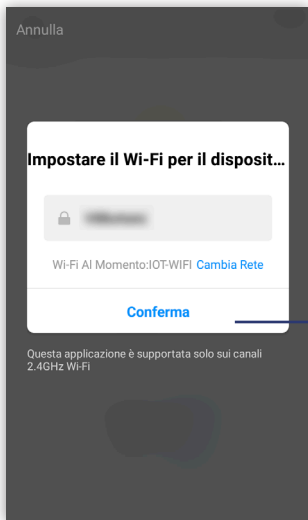 Annulla
Impostare il Wi-Fi per il disposit...
Wi-Fi Al Momento:IOT-WIFI Cambia Rete
Conferma
Questa applicazione è supportata solo sui canali
2.4GHz Wi-Fi